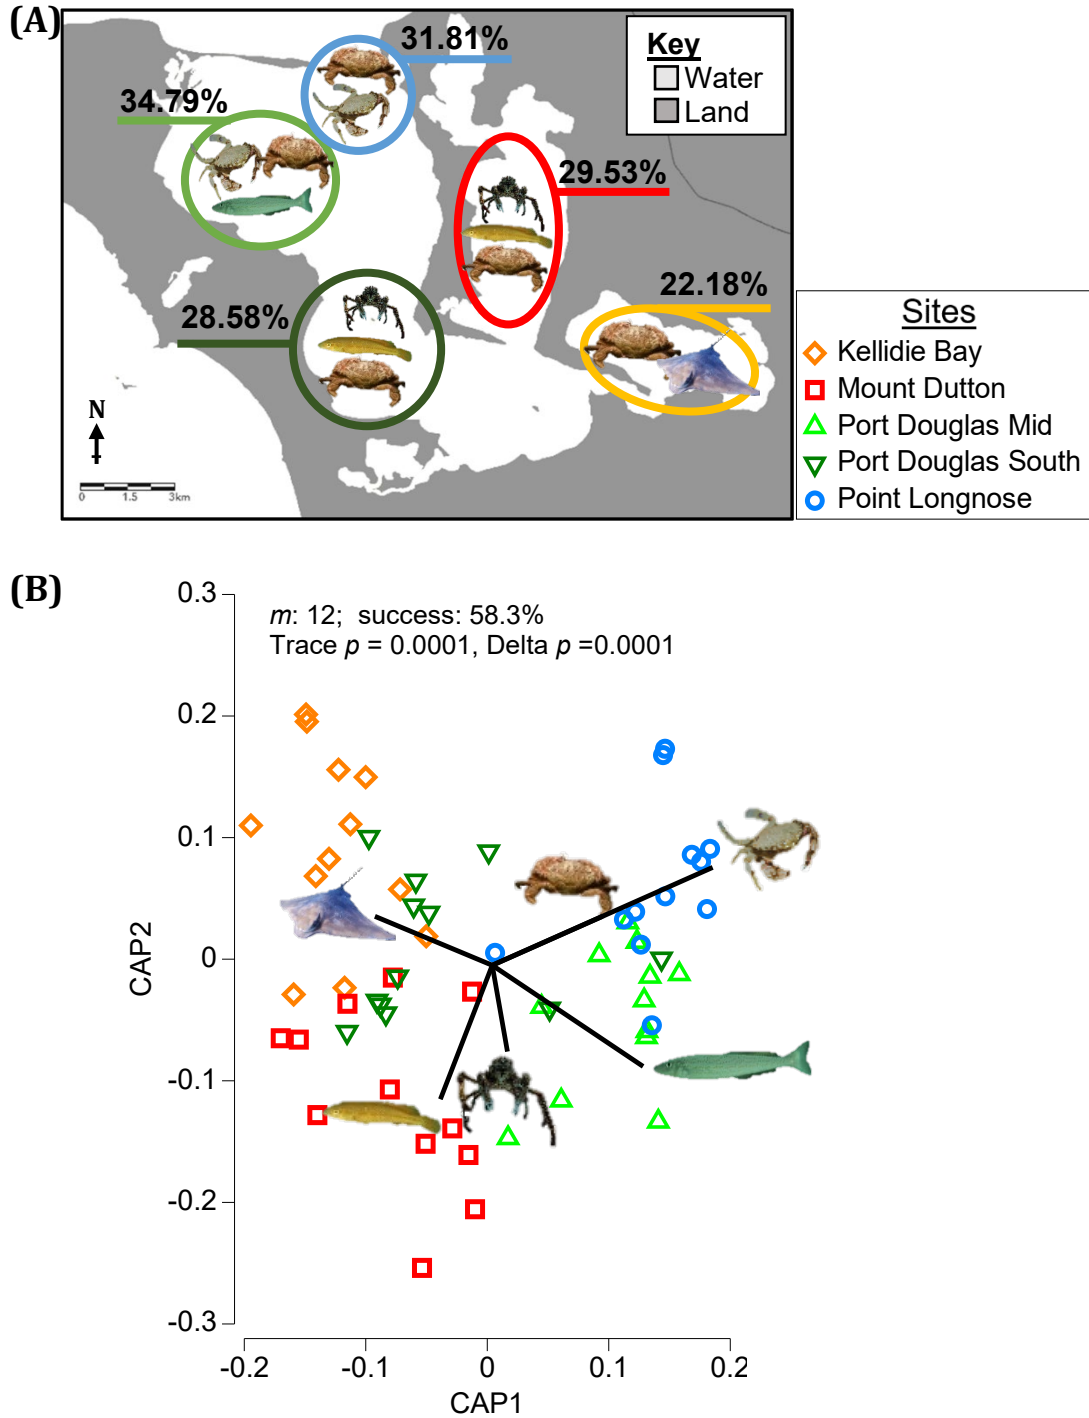 (A)
31.81%
Key
Water
Land
34.79%
29.53%
22.18%
28.58%
N
0 1.5 3km
Sites
Kellidie Bay
Mount Dutton
Port Douglas Mid
Port Douglas South
Point Longnose
(B)
m: 12; success: 58.3%
Trace p = 0.0001, Delta p =0.0001
0.3
0.2
0.1
0
-0.1
-0.2
-0.3
CAP2
-0.2 -0.1 0 0.1 0.2
CAP1